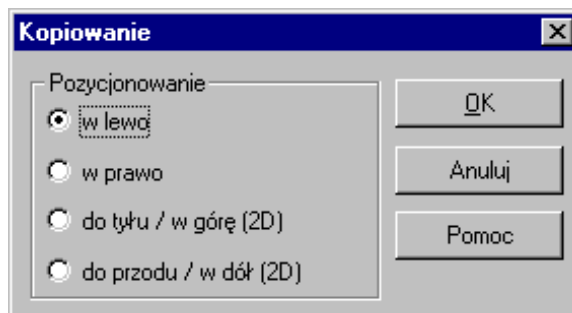 Kopiowanie
Pozycjonowanie
w lewo
w prawo
do tyłu / w górę (2D)
do przodu / w dół (2D)
OK
Anuluj
Pomoc